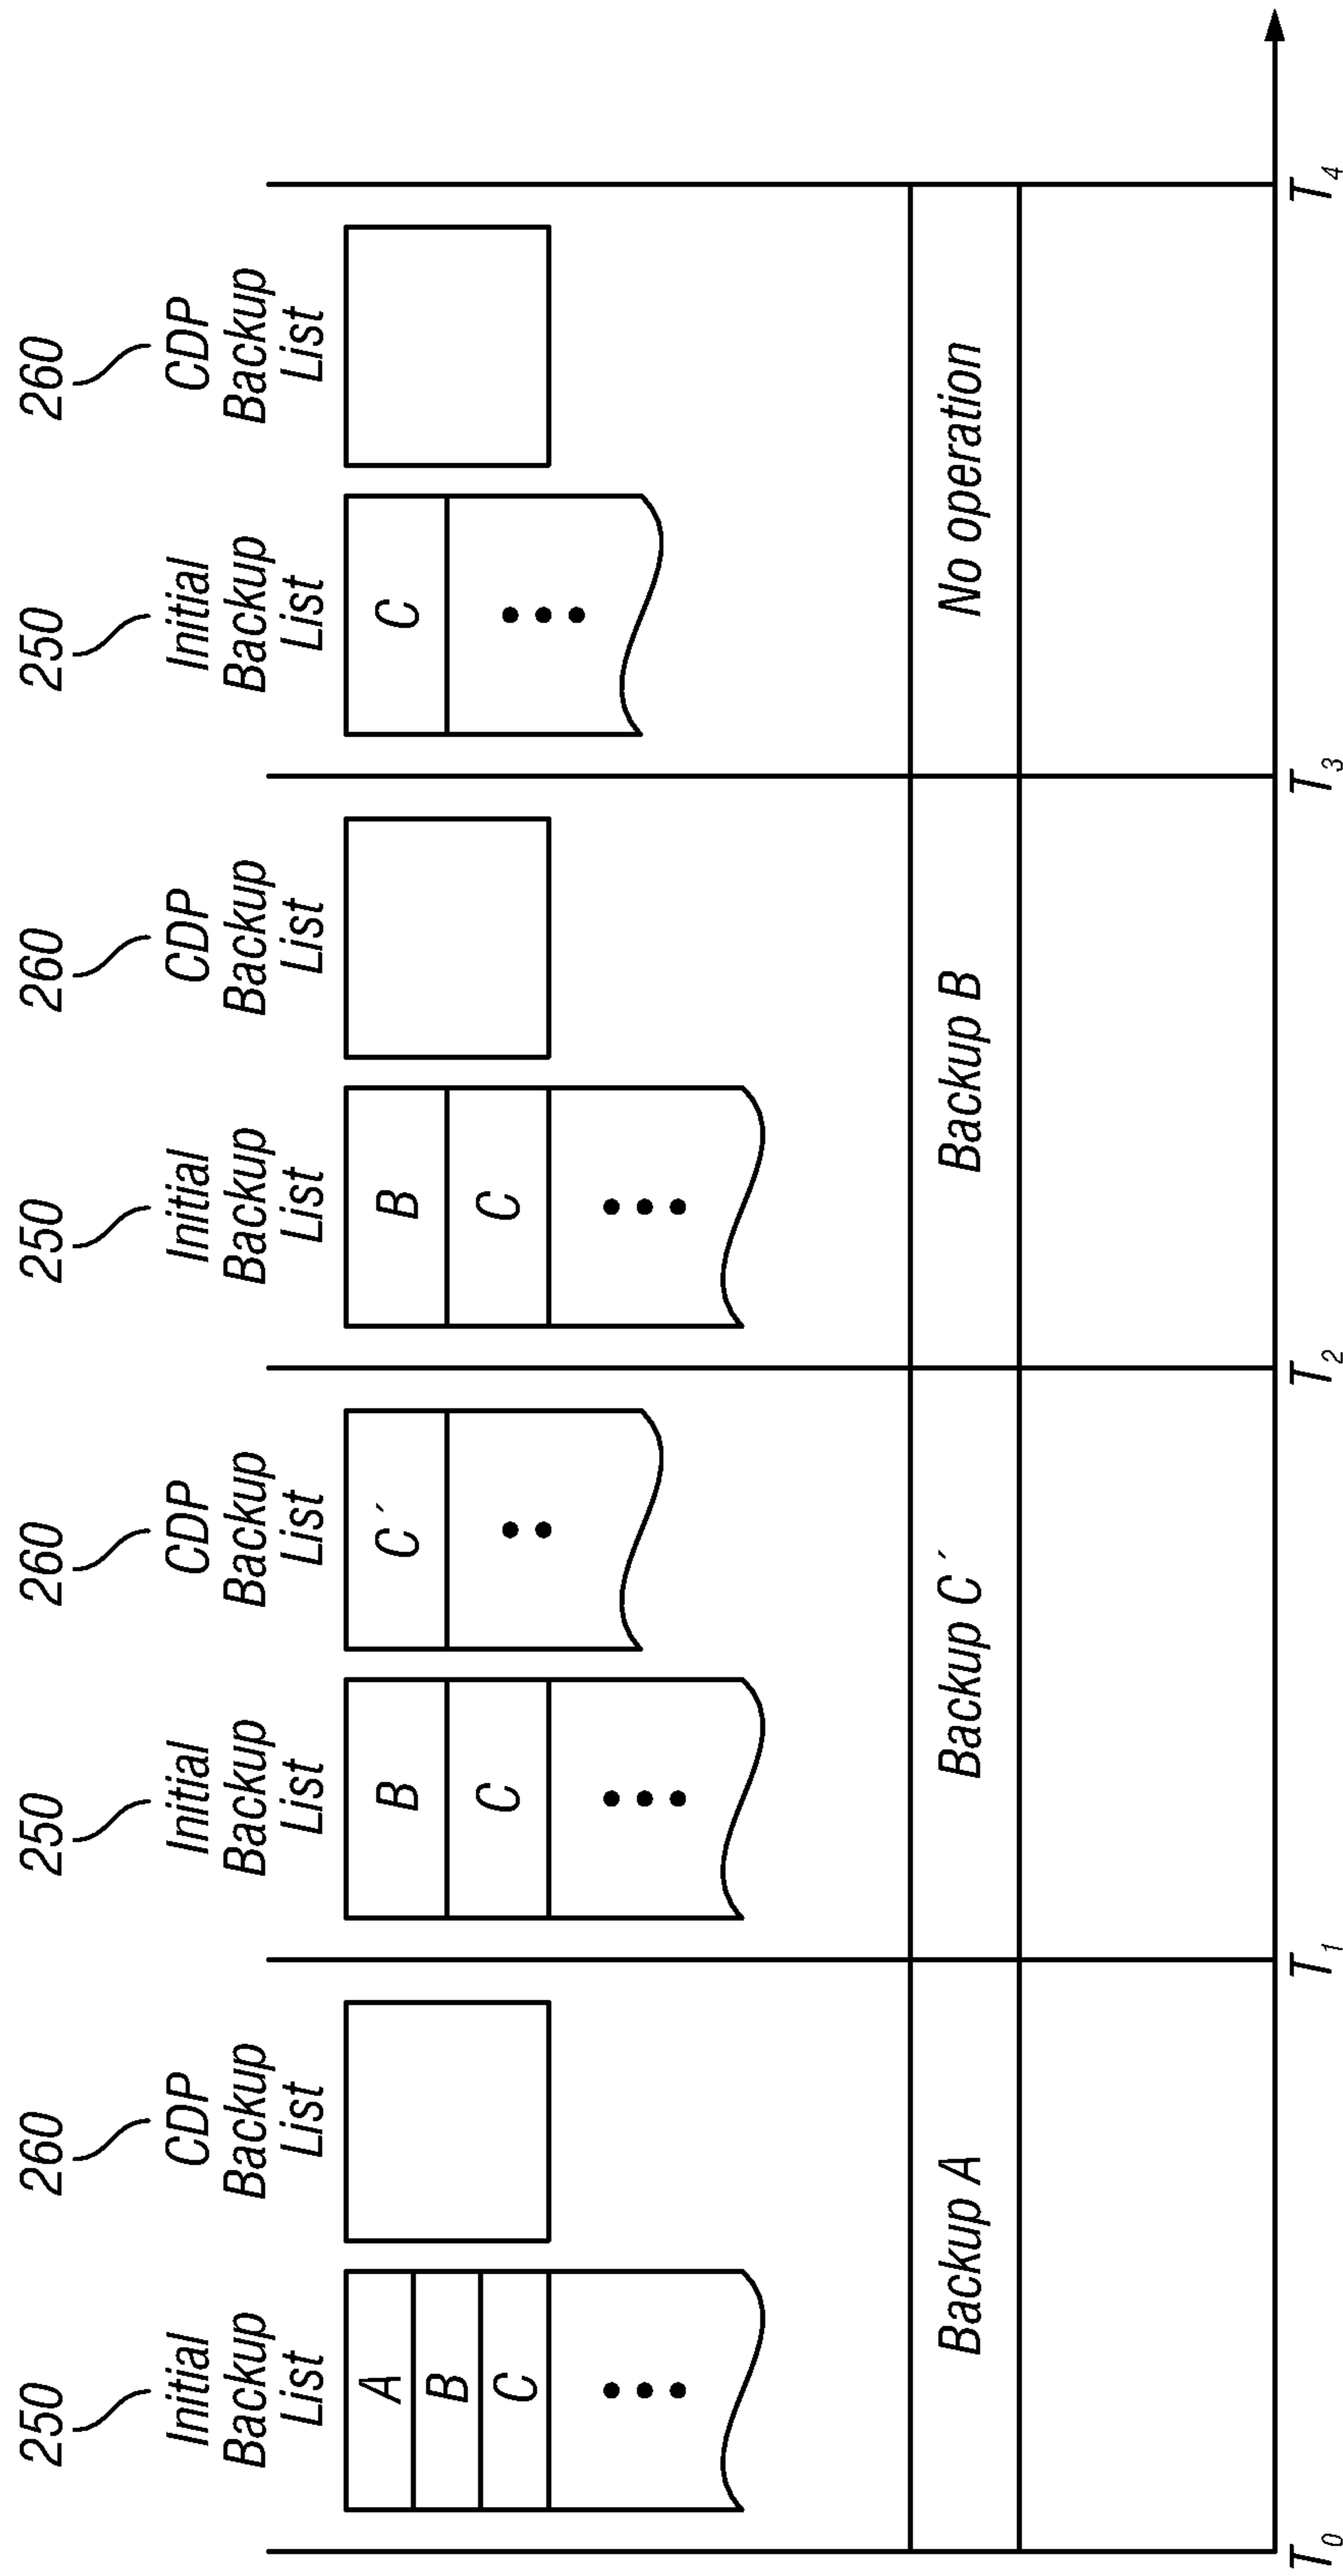 250
Initial
Backup
List
260
CDP
Backup
List
250
Initial
Backup
List
260
CDP
Backup
List
250
Initial
Backup
List
260
CDP
Backup
List
250
Initial
Backup
List
260
CDP
Backup
List
A
B
C
B
C
C´
B
C
C
Backup A
Backup C´
Backup B
No operation
T0
T1
T2
T3
T4